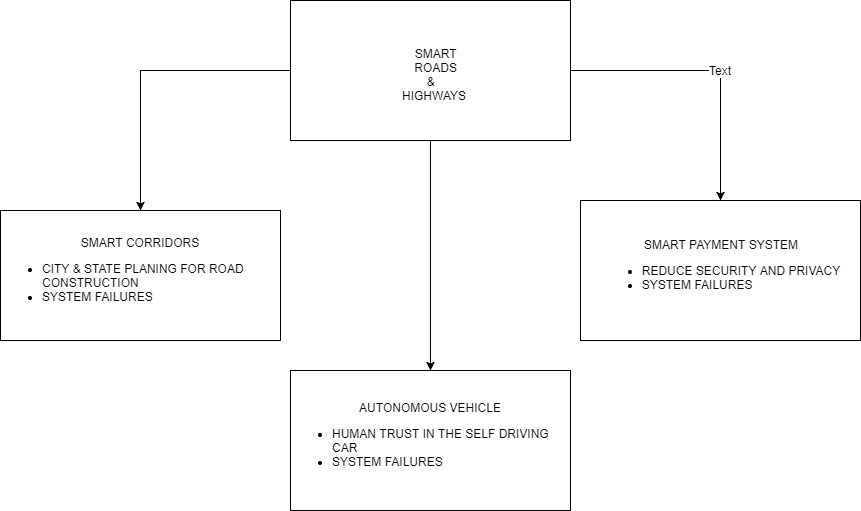 SMART
ROADS
&
HIGHWAYS
Text
SMART CORRIDORS
• CITY & STATE PLANING FOR ROAD
CONSTRUCTION
• SYSTEM FAILURES
SMART PAYMENT SYSTEM
• REDUCE SECURITY AND PRIVACY
• SYSTEM FAILURES
AUTONOMOUS VEHICLE
• HUMAN TRUST IN THE SELF DRIVING
CAR
• SYSTEM FAILURES